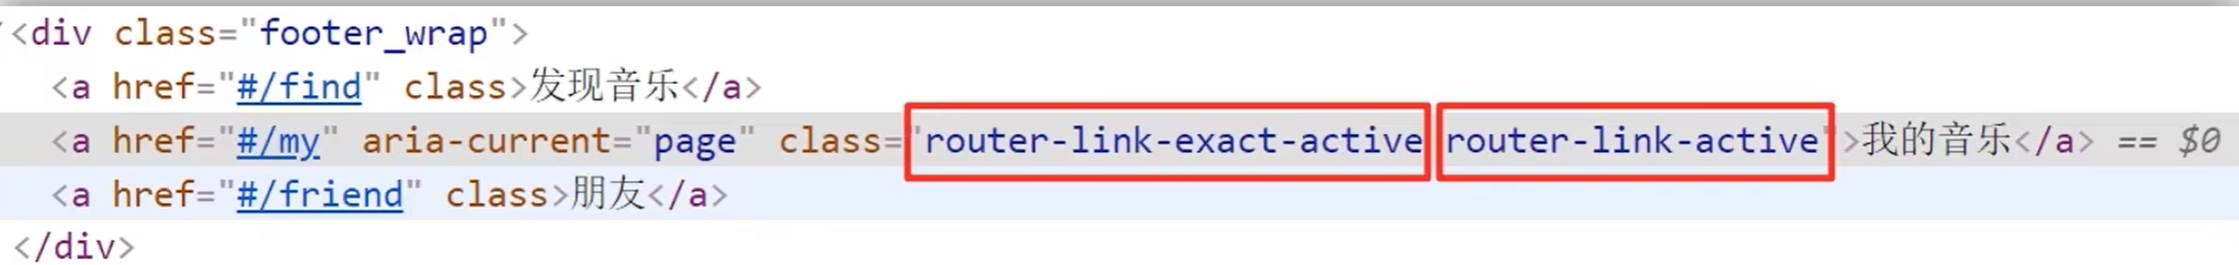 <div class="footer_wrap">
<a href="#/find" class>发现音乐</a>
<a href="#/my" aria-current="page" class="router-link-exact-active router-link-active">我的音乐</a> == $0
<a href="#/friend" class>朋友</a>
</div>